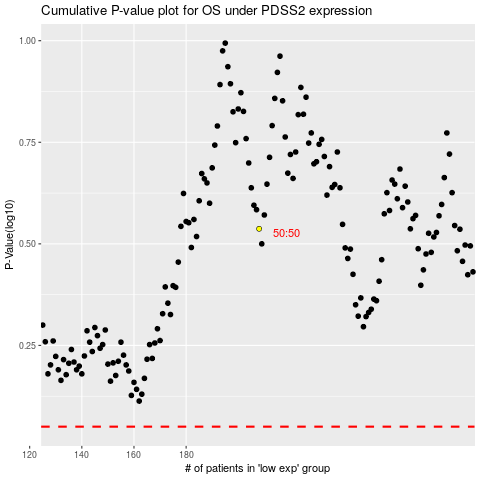 Cumulative P-value plot for OS under PDSS2 expression
1.00
0.75
0.50
0.25
P-Value(log10)
50:50
120 140 160 180
# of patients in 'low exp' group